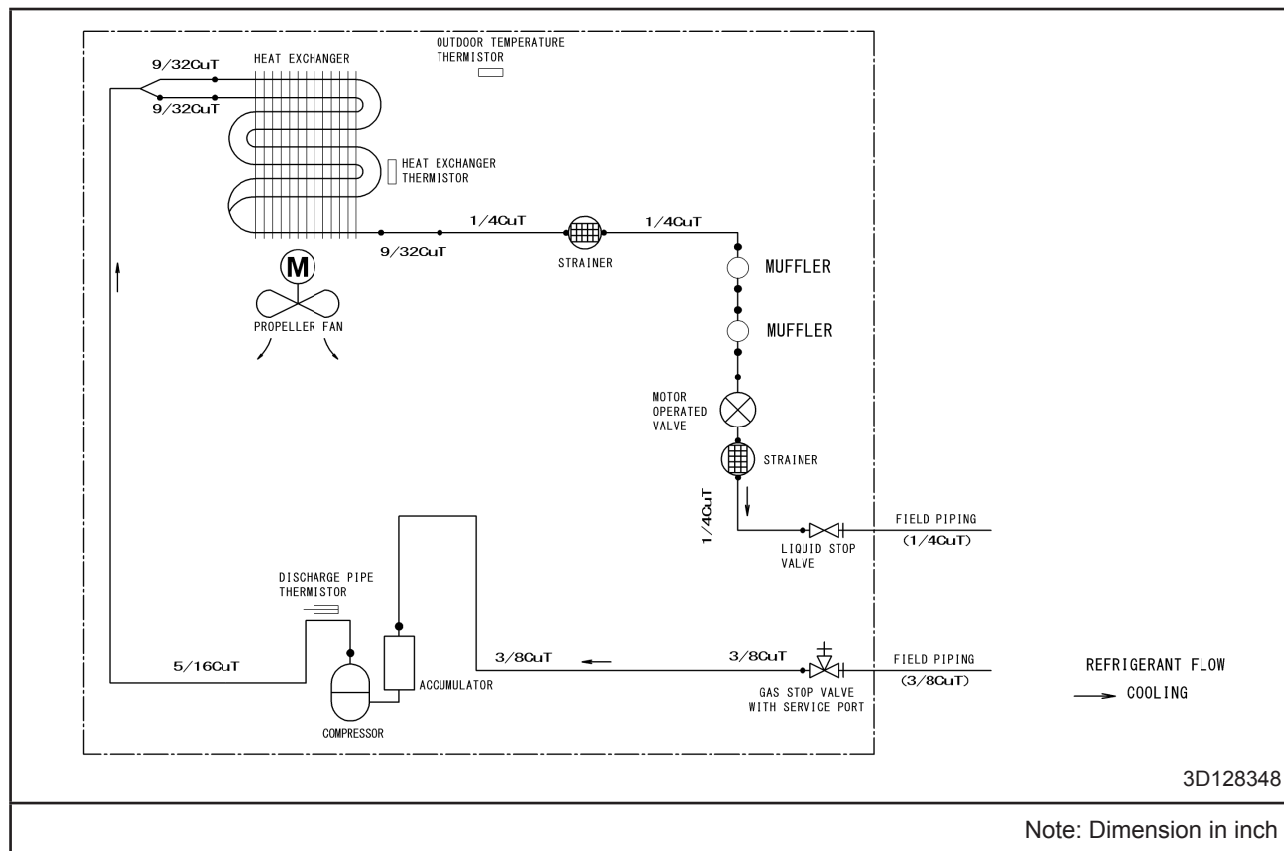 OUTDOOR TEMPERATURE
THERMISTOR
HEAT EXCHANGER
9/32CuT
9/32CuT
HEAT EXCHANGER
THERMISTOR
1/4CuT
1/4CuT
9/32CuT
STRAINER
MUFFLER
M
PROPELLER FAN
MUFFLER
MOTOR
OPERATED
VALVE
STRAINER
1/4CuT
FIELD PIPING
(1/4CuT)
LIQUID STOP
VALVE
DISCHARGE PIPE
THERMISTOR
5/16CuT
3/8CuT
3/8CuT
FIELD PIPING
(3/8CuT)
ACCUMULATOR
GAS STOP VALVE
WITH SERVICE PORT
COMPRESSOR
REFRIGERANT FLOW
COOLING
3D128348
Note: Dimension in inch